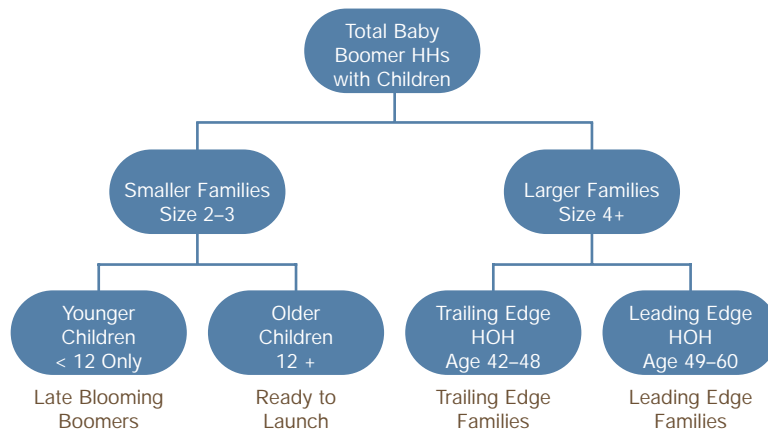 Total Baby
Boomer HHs
with Children
Smaller Families
Size 2–3
Larger Families
Size 4+
Younger
Children
< 12 Only
Older
Children
12 +
Trailing Edge
HOH
Age 42–48
Leading Edge
HOH
Age 49–60
Late Blooming
Boomers
Ready to
Launch
Trailing Edge
Families
Leading Edge
Families